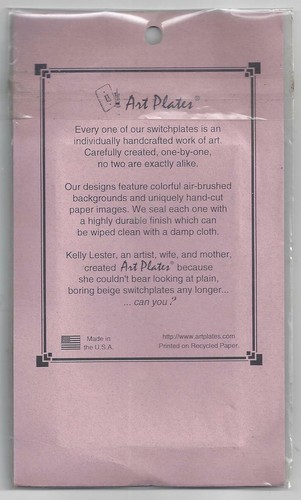 Art Plates®
Every one of our switchplates is an
individually handcrafted work of art.
Carefully created, one-by-one,
no two are exactly alike.
Our designs feature colorful air-brushed
backgrounds and uniquely hand-cut
paper images. We seal each one with
a highly durable finish which can
be wiped clean with a damp cloth.
Kelly Lester, an artist, wife, and mother,
created Art Plates® because
she couldn't bear looking at plain,
boring beige switchplates any longer...
... can you?
Made in
the U.S.A.
http://www.artplates.com
Printed on Recycled Paper.